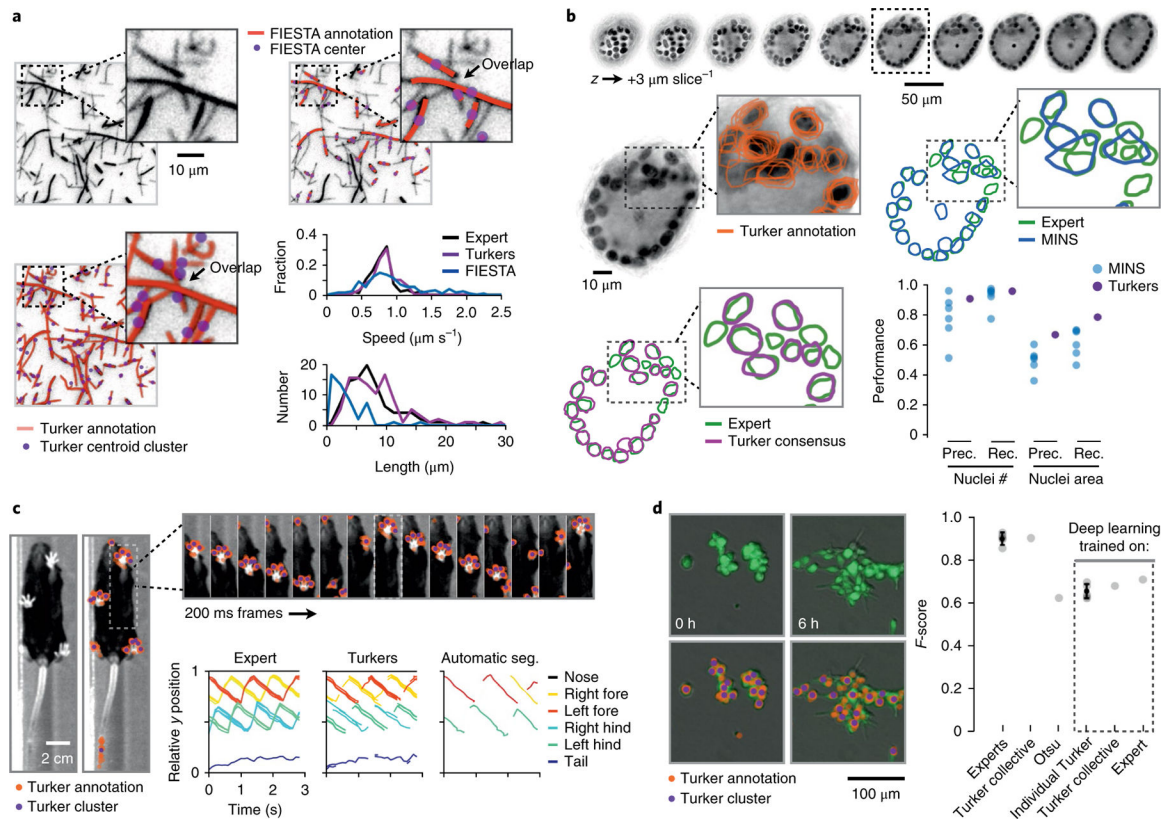 a
FIESTA annotation
FIESTA center
Overlap
10 μm
Overlap
Turker annotation
Turker centroid cluster
Fraction
0.4
0.2
0
Expert
Turkers
FIESTA
0 0.5 1.0 1.5 2.0 2.5
Speed (μm s⁻¹)
Number
20
10
0
0 10 20 30
Length (μm)
b
z → +3 μm slice⁻¹
50 μm
Turker annotation
10 μm
Expert
MINS
Expert
Turker consensus
MINS
Turkers
Performance
1.0
0.8
0.6
0.4
0.2
0
Prec. Rec. Prec. Rec.
Nuclei # Nuclei area
c
200 ms frames →
2 cm
Turker annotation
Turker cluster
Expert Turkers Automatic seg.
Relative y position
1
0
0 1 2 3
Time (s)
Nose
Right fore
Left fore
Right hind
Left hind
Tail
d
0 h
6 h
Turker annotation
Turker cluster
100 μm
F-score
1.0
0.8
0.6
0.4
0.2
0
Deep learning
trained on:
Experts
Turker collective
Otsu
Individual Turker
Turker collective
Expert